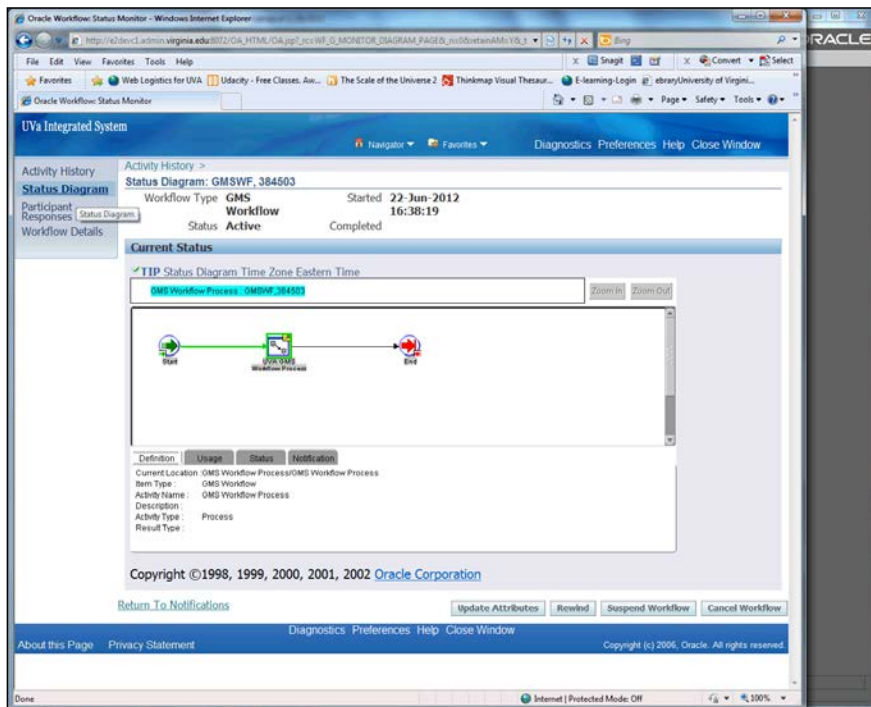 Oracle Workflow: Status Monitor - Windows Internet Explorer
ORACLE
Bing
File Edit View Favorites Tools Help
Snagit
Convert
Select
Favorites
Web Logistics for UVA
Udacity - Free Classes. Aw...
The Scale of the Universe 2
Thinkmap Visual Thesaur...
E-learning-Login
ebraryUniversity of Virgini...
Oracle Workflow: Status Monitor
Page Safety Tools
UVa Integrated System
Navigator Favorites
Diagnostics Preferences Help Close Window
Activity History
Status Diagram
Participant Responses
Status Diagram
Workflow Details
Activity History >
Status Diagram: GMSWF, 384503
Workflow Type GMS Workflow
Started 22-Jun-2012 16:38:19
Status Active
Completed
Current Status
TIP Status Diagram Time Zone Eastern Time
GMS Workflow Process : GMSWF,384503
Zoom In Zoom Out
Start
UVA GMS
Workflow Process
End
Definition Usage Status Notification
Current Location :GMS Workflow Process/GMS Workflow Process
Item Type : GMS Workflow
Activity Name : GMS Workflow Process
Description :
Activity Type : Process
Result Type :
Copyright ©1998, 1999, 2000, 2001, 2002 Oracle Corporation
Return To Notifications
Update Attributes Rewind Suspend Workflow Cancel Workflow
Diagnostics Preferences Help Close Window
About this Page Privacy Statement
Copyright (c) 2006, Oracle. All rights reserved.
Done
Internet | Protected Mode: Off
100%